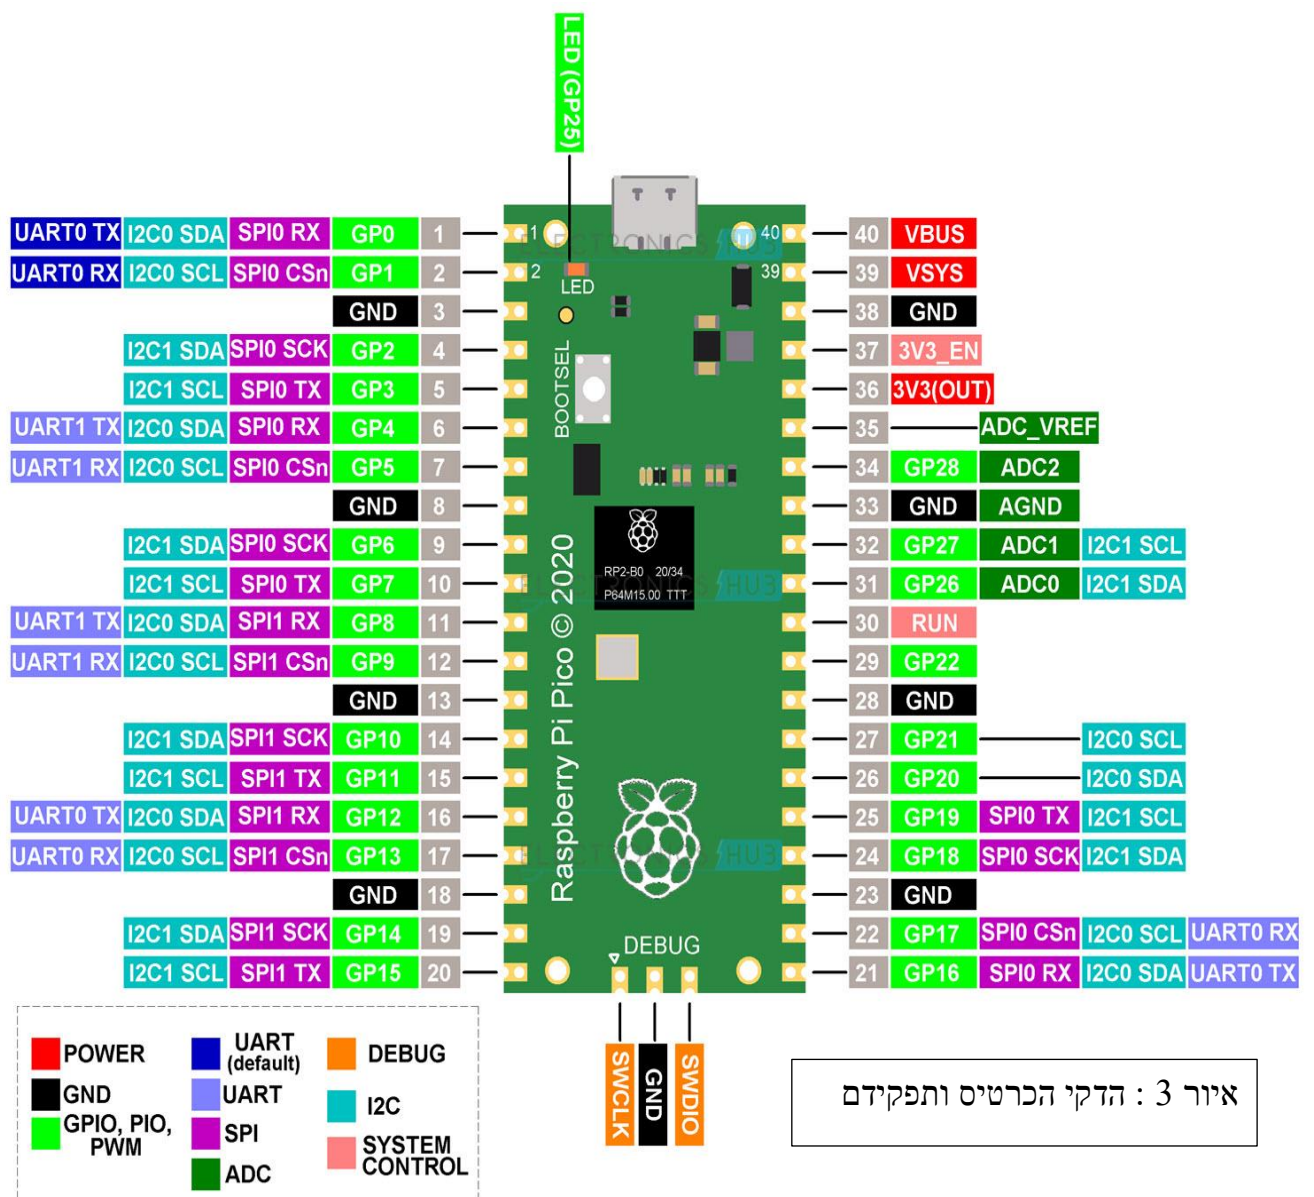 LED (GP25)
UART0 TX I2C0 SDA SPI0 RX GP0 1
UART0 RX I2C0 SCL SPI0 CSn GP1 2
GND 3
I2C1 SDA SPI0 SCK GP2 4
I2C1 SCL SPI0 TX GP3 5
UART1 TX I2C0 SDA SPI0 RX GP4 6
UART1 RX I2C0 SCL SPI0 CSn GP5 7
GND 8
I2C1 SDA SPI0 SCK GP6 9
I2C1 SCL SPI0 TX GP7 10
UART1 TX I2C0 SDA SPI1 RX GP8 11
UART1 RX I2C0 SCL SPI1 CSn GP9 12
GND 13
I2C1 SDA SPI1 SCK GP10 14
I2C1 SCL SPI1 TX GP11 15
UART0 TX I2C0 SDA SPI1 RX GP12 16
UART0 RX I2C0 SCL SPI1 CSn GP13 17
GND 18
I2C1 SDA SPI1 SCK GP14 19
I2C1 SCL SPI1 TX GP15 20
1 40
ELECTRONICS HUB
2 39
LED
BOOTSEL
RP2-B0 20/34
ELECTRONICS HUB
P64M15.00 TTT
Raspberry Pi Pico © 2020
ELECTRONICS HUB
DEBUG
SWCLK
GND
SWDIO
40 VBUS
39 VSYS
38 GND
37 3V3_EN
36 3V3(OUT)
35 ADC_VREF
34 GP28 ADC2
33 GND AGND
32 GP27 ADC1 I2C1 SCL
31 GP26 ADC0 I2C1 SDA
30 RUN
29 GP22
28 GND
27 GP21 I2C0 SCL
26 GP20 I2C0 SDA
25 GP19 SPI0 TX I2C1 SCL
24 GP18 SPI0 SCK I2C1 SDA
23 GND
22 GP17 SPI0 CSn I2C0 SCL UART0 RX
21 GP16 SPI0 RX I2C0 SDA UART0 TX
POWER
GND
GPIO, PIO,
PWM
UART
(default)
UART
SPI
ADC
DEBUG
I2C
SYSTEM
CONTROL
איור 3 : הדקי הכרטיס ותפקידם